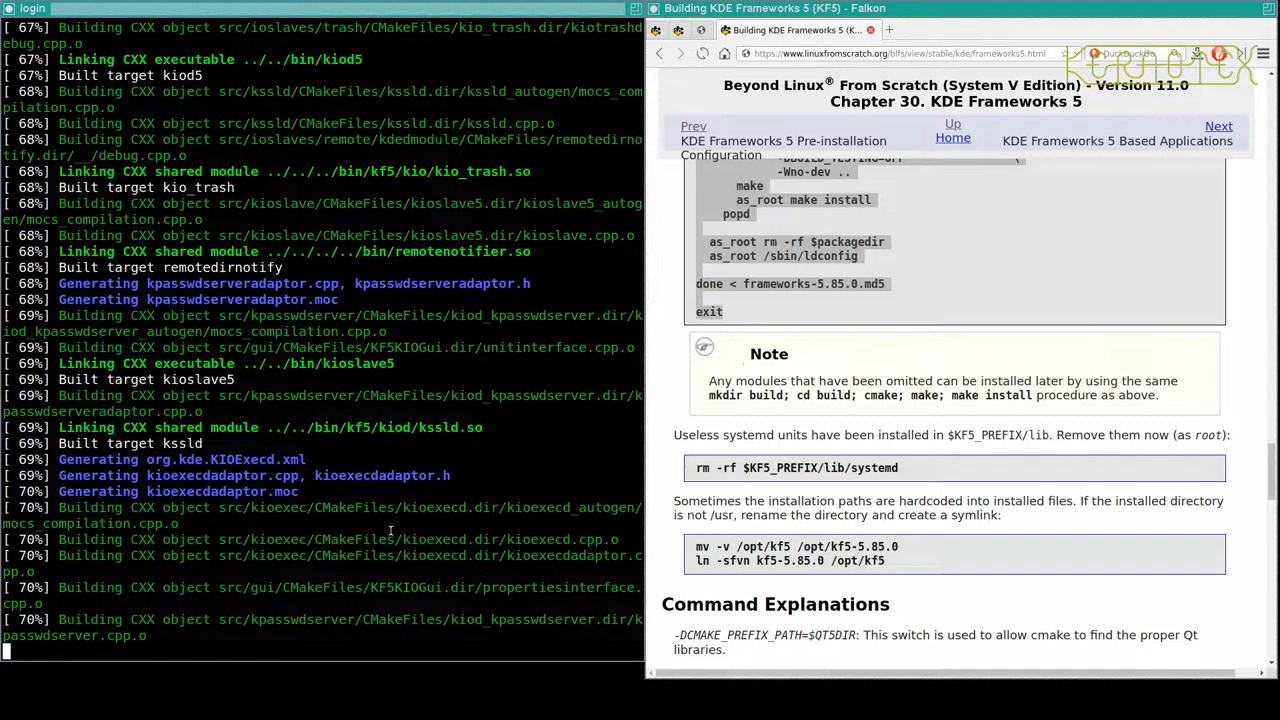 login
[ 67%] Building CXX object src/ioslaves/trash/CMakeFiles/kio_trash.dir/kiotrashd
ebug.cpp.o
[ 67%] Linking CXX executable ../../bin/kiod5
[ 67%] Built target kiod5
[ 68%] Building CXX object src/kssld/CMakeFiles/kssld.dir/kssld_autogen/mocs_com
pilation.cpp.o
[ 68%] Building CXX object src/kssld/CMakeFiles/kssld.dir/kssld.cpp.o
[ 68%] Building CXX object src/ioslaves/remote/kdedmodule/CMakeFiles/remotedirno
tify.dir/__/debug.cpp.o
[ 68%] Linking CXX shared module ../../../bin/kf5/kio/kio_trash.so
[ 68%] Built target kio_trash
[ 68%] Building CXX object src/kioslave/CMakeFiles/kioslave5.dir/kioslave5_autog
en/mocs_compilation.cpp.o
[ 68%] Building CXX object src/kioslave/CMakeFiles/kioslave5.dir/kioslave.cpp.o
[ 68%] Linking CXX shared module ../../../../bin/remotenotifier.so
[ 68%] Built target remotedirnotify
[ 68%] Generating kpasswdserveradaptor.cpp, kpasswdserveradaptor.h
[ 68%] Generating kpasswdserveradaptor.moc
[ 68%] Building CXX object src/kpasswdserver/CMakeFiles/kiod_kpasswdserver.dir/k
iod_kpasswdserver_autogen/mocs_compilation.cpp.o
[ 69%] Building CXX object src/gui/CMakeFiles/KF5KIOGui.dir/unitinterface.cpp.o
[ 69%] Linking CXX executable ../../bin/kioslave5
[ 69%] Built target kioslave5
[ 69%] Building CXX object src/kpasswdserver/CMakeFiles/kiod_kpasswdserver.dir/k
passwdserveradaptor.cpp.o
[ 69%] Linking CXX shared module ../../bin/kf5/kiod/kssld.so
[ 69%] Built target kssld
[ 69%] Generating org.kde.KIOExecd.xml
[ 69%] Generating kioexecdadaptor.cpp, kioexecdadaptor.h
[ 70%] Generating kioexecdadaptor.moc
[ 70%] Building CXX object src/kioexec/CMakeFiles/kioexecd.dir/kioexecd_autogen/
mocs_compilation.cpp.o
[ 70%] Building CXX object src/kioexec/CMakeFiles/kioexecd.dir/kioexecd.cpp.o
[ 70%] Building CXX object src/kioexec/CMakeFiles/kioexecd.dir/kioexecdadaptor.c
pp.o
[ 70%] Building CXX object src/gui/CMakeFiles/KF5KIOGui.dir/propertiesinterface.
cpp.o
[ 70%] Building CXX object src/kpasswdserver/CMakeFiles/kiod_kpasswdserver.dir/k
passwdserver.cpp.o
Building KDE Frameworks 5 (KF5) - Falkon
Building KDE Frameworks 5 (K...
https://www.linuxfromscratch.org/blfs/view/stable/kde/frameworks5.html
DuckDuckGo
Beyond Linux® From Scratch (System V Edition) - Version 11.0
Chapter 30. KDE Frameworks 5
Prev Up Next
KDE Frameworks 5 Pre-installation Configuration Home KDE Frameworks 5 Based Applications
-DBUILD_TESTING=OFF \
-Wno-dev ..
make
as_root make install
popd
as_root rm -rf $packagedir
as_root /sbin/ldconfig
done < frameworks-5.85.0.md5
exit
Note
Any modules that have been omitted can be installed later by using the same
mkdir build; cd build; cmake; make; make install procedure as above.
Useless systemd units have been installed in $KF5_PREFIX/lib. Remove them now (as root):
rm -rf $KF5_PREFIX/lib/systemd
Sometimes the installation paths are hardcoded into installed files. If the installed directory
is not /usr, rename the directory and create a symlink:
mv -v /opt/kf5 /opt/kf5-5.85.0
ln -sfvn kf5-5.85.0 /opt/kf5
Command Explanations
-DCMAKE_PREFIX_PATH=$QT5DIR: This switch is used to allow cmake to find the proper Qt
libraries.